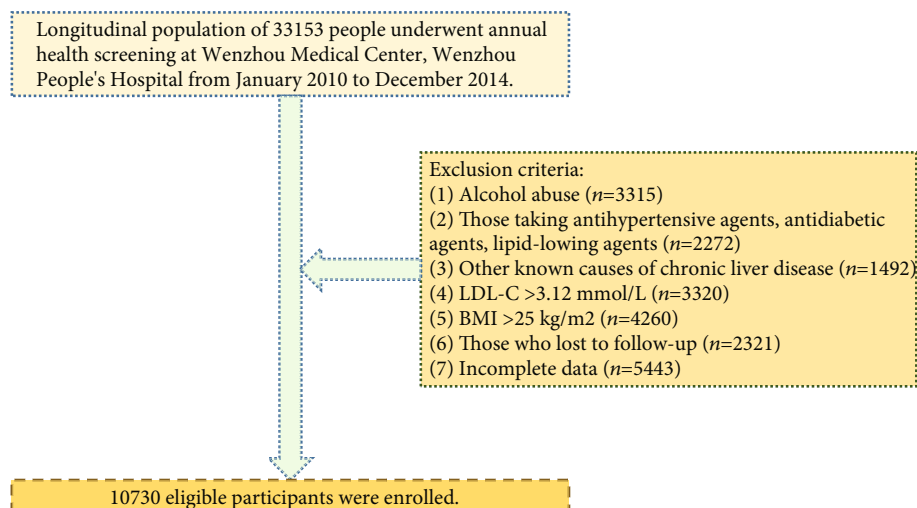 Longitudinal population of 33153 people underwent annual
health screening at Wenzhou Medical Center, Wenzhou
People's Hospital from January 2010 to December 2014.
Exclusion criteria:
(1) Alcohol abuse (n=3315)
(2) Those taking antihypertensive agents, antidiabetic
agents, lipid-lowing agents (n=2272)
(3) Other known causes of chronic liver disease (n=1492)
(4) LDL-C >3.12 mmol/L (n=3320)
(5) BMI >25 kg/m2 (n=4260)
(6) Those who lost to follow-up (n=2321)
(7) Incomplete data (n=5443)
10730 eligible participants were enrolled.